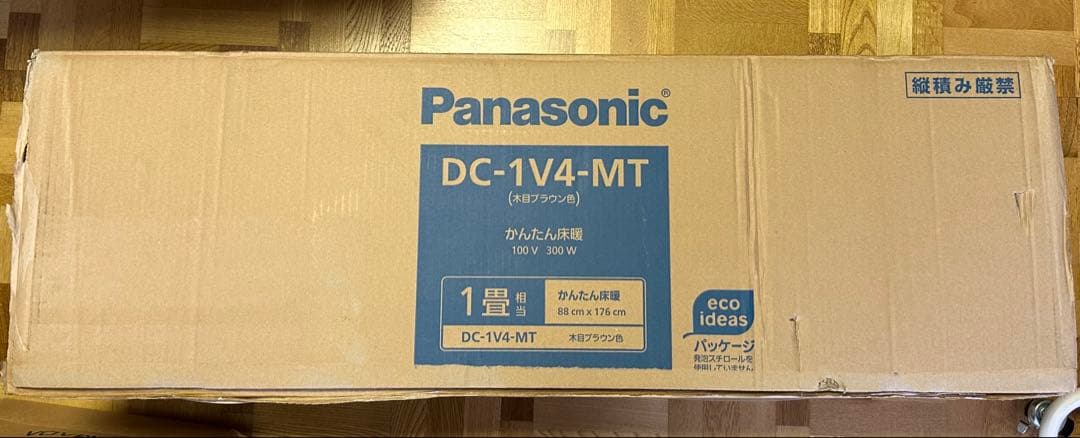 Panasonic®
縦積み厳禁
DC-1V4-MT
(木目ブラウン色)
かんたん床暖
100 V 300 W
1畳 相当
かんたん床暖
88 cm x 176 cm
DC-1V4-MT 木目ブラウン色
eco
ideas
パッケージ
発泡スチロールを
使用していません